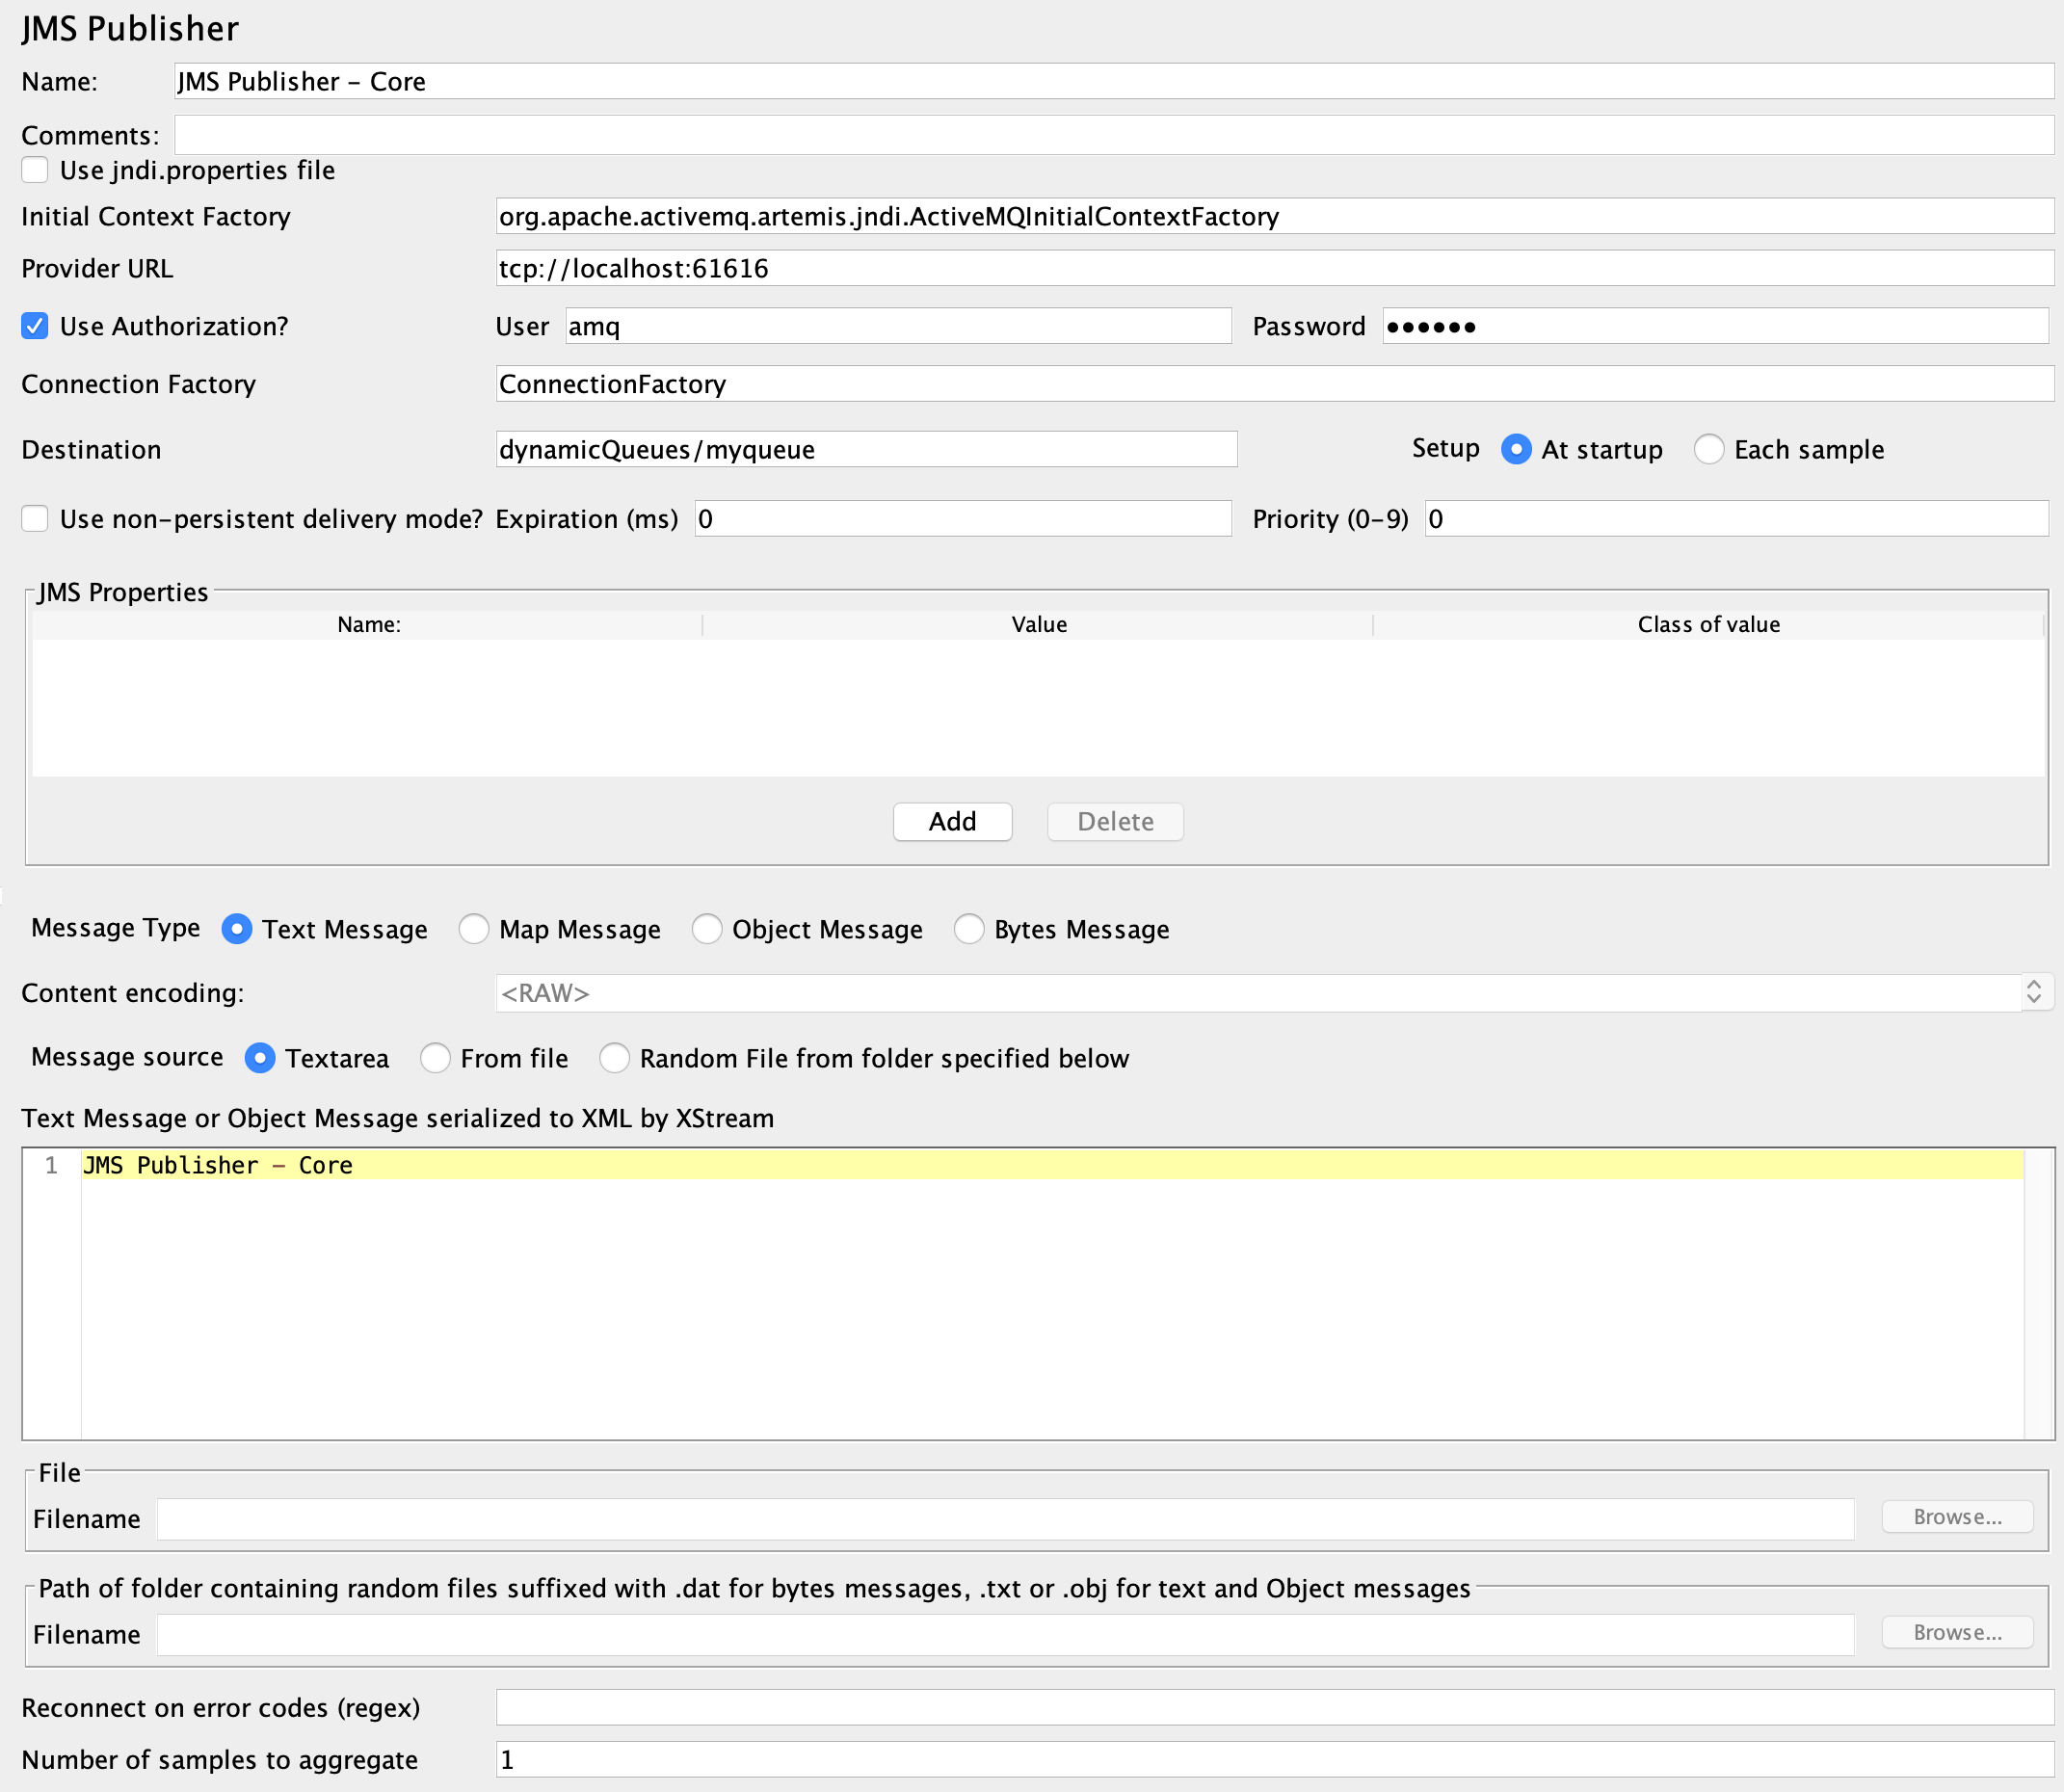 JMS Publisher
Name: JMS Publisher – Core
Comments:
Use jndi.properties file
Initial Context Factory org.apache.activemq.artemis.jndi.ActiveMQInitialContextFactory
Provider URL tcp://localhost:61616
Use Authorization? User amq Password ••••••
Connection Factory ConnectionFactory
Destination dynamicQueues/myqueue Setup At startup Each sample
Use non-persistent delivery mode? Expiration (ms) 0 Priority (0-9) 0
JMS Properties
Name: Value Class of value
Add Delete
Message Type Text Message Map Message Object Message Bytes Message
Content encoding: <RAW>
Message source Textarea From file Random File from folder specified below
Text Message or Object Message serialized to XML by XStream
1 JMS Publisher – Core
File
Filename Browse...
Path of folder containing random files suffixed with .dat for bytes messages, .txt or .obj for text and Object messages
Filename Browse...
Reconnect on error codes (regex)
Number of samples to aggregate 1